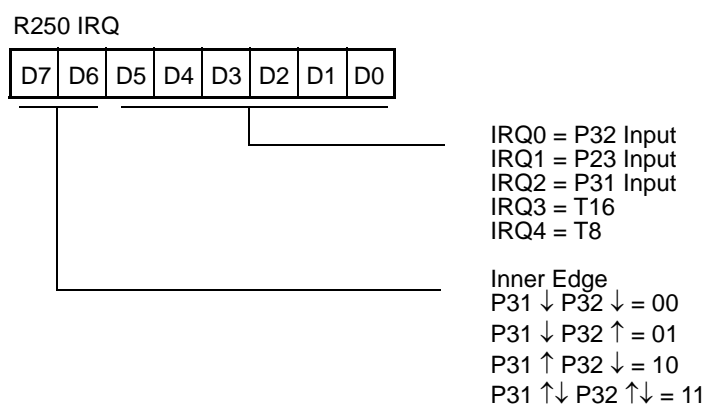 R250 IRQ
D7 D6 D5 D4 D3 D2 D1 D0
IRQ0 = P32 Input
IRQ1 = P23 Input
IRQ2 = P31 Input
IRQ3 = T16
IRQ4 = T8
Inner Edge
P31 ↓ P32 ↓ = 00
P31 ↓ P32 ↑ = 01
P31 ↑ P32 ↓ = 10
P31 ↑↓ P32 ↑↓ = 11